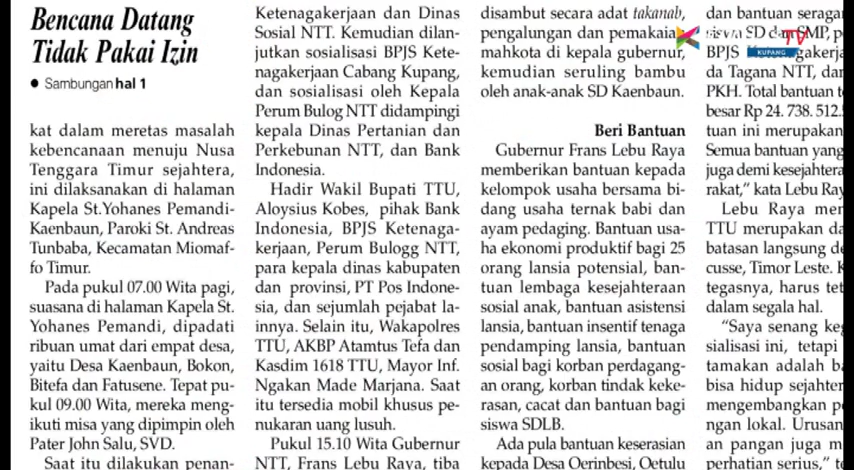 Bencana Datang
Tidak Pakai Izin
● Sambungan hal 1
kat dalam meretas masalah
kebencanaan menuju Nusa
Tenggara Timur sejahtera,
ini dilaksanakan di halaman
Kapela St.Yohanes Pemandi-
Kaenbaun, Paroki St. Andreas
Tunbaba, Kecamatan Miomaf-
fo Timur.
Pada pukul 07.00 Wita pagi,
suasana di halaman Kapela St.
Yohanes Pemandi, dipadati
ribuan umat dari empat desa,
yaitu Desa Kaenbaun, Bokon,
Bitefa dan Fatusene. Tepat pu-
kul 09.00 Wita, mereka meng-
ikuti misa yang dipimpin oleh
Pater John Salu, SVD.
Saat itu dilakukan penan-
Ketenagakerjaan dan Dinas
Sosial NTT. Kemudian dilan-
jutkan sosialisasi BPJS Kete-
nagakerjaan Cabang Kupang,
dan sosialisasi oleh Kepala
Perum Bulog NTT didampingi
kepala Dinas Pertanian dan
Perkebunan NTT, dan Bank
Indonesia.
Hadir Wakil Bupati TTU,
Aloysius Kobes, pihak Bank
Indonesia, BPJS Ketenaga-
kerjaan, Perum Bulogg NTT,
para kepala dinas kabupaten
dan provinsi, PT Pos Indone-
sia, dan sejumlah pejabat la-
innya. Selain itu, Wakapolres
TTU, AKBP Atamtus Tefa dan
Kasdim 1618 TTU, Mayor Inf.
Ngakan Made Marjana. Saat
itu tersedia mobil khusus pe-
nukaran uang lusuh.
Pukul 15.10 Wita Gubernur
NTT, Frans Lebu Raya, tiba
disambut secara adat takanab,
pengalungan dan pemakaian
mahkota di kepala gubernur,
kemudian seruling bambu
oleh anak-anak SD Kaenbaun.
Beri Bantuan
Gubernur Frans Lebu Raya
memberikan bantuan kepada
kelompok usaha bersama bi-
dang usaha ternak babi dan
ayam pedaging. Bantuan usa-
ha ekonomi produktif bagi 25
orang lansia potensial, ban-
tuan lembaga kesejahteraan
sosial anak, bantuan asistensi
lansia, bantuan insentif tenaga
pendamping lansia, bantuan
sosial bagi korban perdagang-
an orang, korban tindak keke-
rasan, cacat dan bantuan bagi
siswa SDLB.
Ada pula bantuan keserasian
kepada Desa Oerinbesi, Oetulu
dan bantuan seragam
siswa SD dan SMP, p
BPJS
da Tagana NTT, dan
PKH. Total bantuan
besar Rp 24. 738. 512.
tuan ini merupakan
Semua bantuan yang
juga demi kesejahtera
rakat,” kata Lebu Ray
Lebu Raya men
TTU merupakan da
batasan langsung de
cusse, Timor Leste. K
tegasnya, harus tet
dalam segala hal.
“Saya senang keg
sialisasi ini, tetapi
tamakan adalah ba
bisa hidup sejahter
mengembangkan p
ngan lokal. Urusan
an pangan juga m
perhatian serius,” t
TV
KUPANG